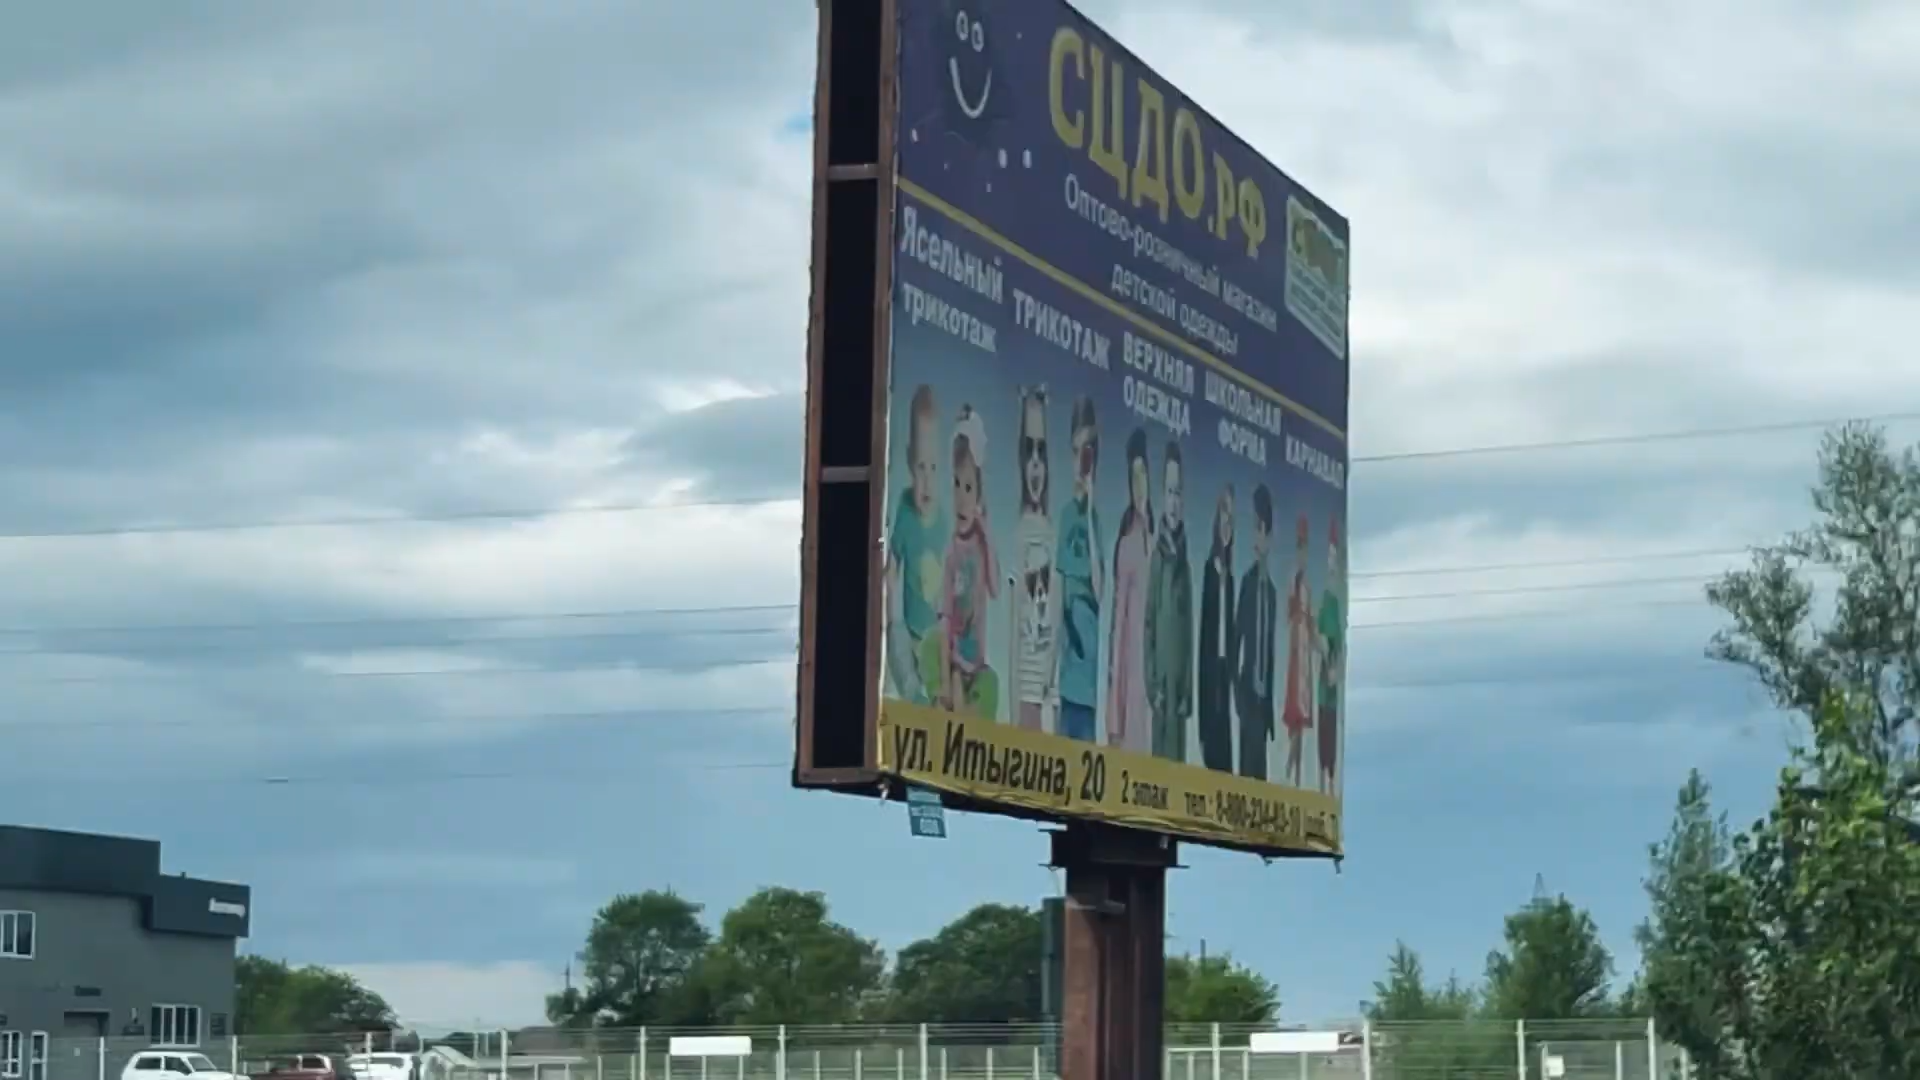 СЦДО.РФ
Оптово-розничный магазин
детской одежды
Ясельный
трикотаж
ТРИКОТАЖ
ВЕРХНЯЯ
ОДЕЖДА
ШКОЛЬНАЯ
ФОРМА
КАРНАВАЛ
ул. Итыгина, 20 2 этаж тел.: